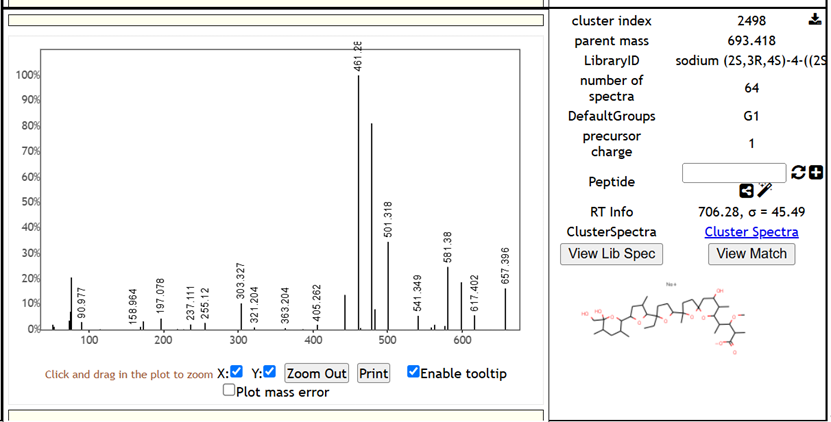 cluster index 2498
parent mass 693.418
LibraryID sodium (2S,3R,4S)-4-((2S
number of spectra 64
DefaultGroups G1
precursor charge 1
Peptide
RT Info 706.28, σ = 45.49
ClusterSpectra Cluster Spectra
View Lib Spec View Match
100%
90%
80%
70%
60%
50%
40%
30%
20%
10%
0%
90.977
158.964
197.078
237.111
255.12
303.327
321.204
363.204
405.262
461.28
501.318
541.349
581.38
617.402
657.396
100 200 300 400 500 600
Click and drag in the plot to zoom X: Y: Zoom Out Print Enable tooltip
Plot mass error
Na+
HO
HO
OH